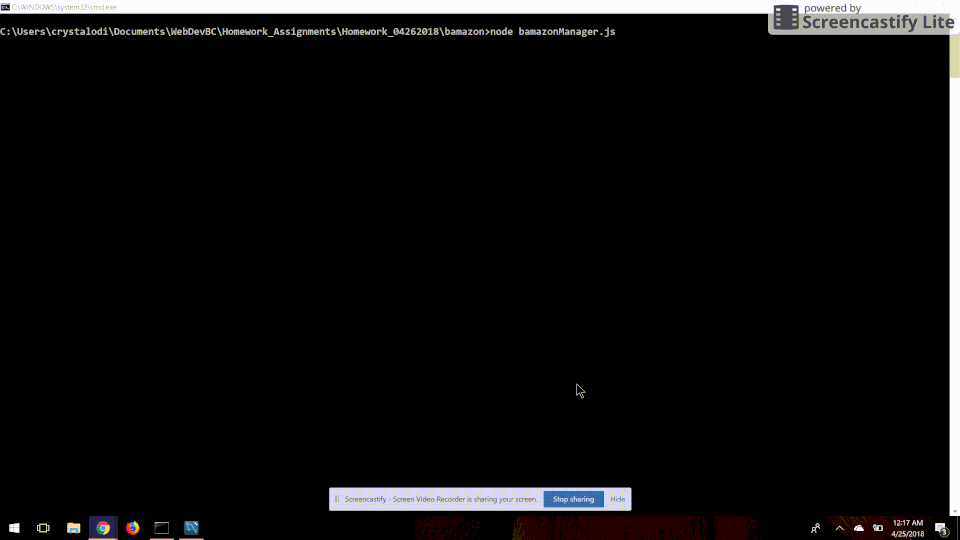 C:\WINDOWS\system32\cmd.exe
powered by
Screencastify Lite
C:\Users\crystalodi\Documents\WebDevBC\Homework_Assignments\Homework_04262018\bamazon>node bamazonManager.js
Screencastify - Screen Video Recorder is sharing your screen.
Stop sharing
Hide
12:17 AM
4/25/2018
3